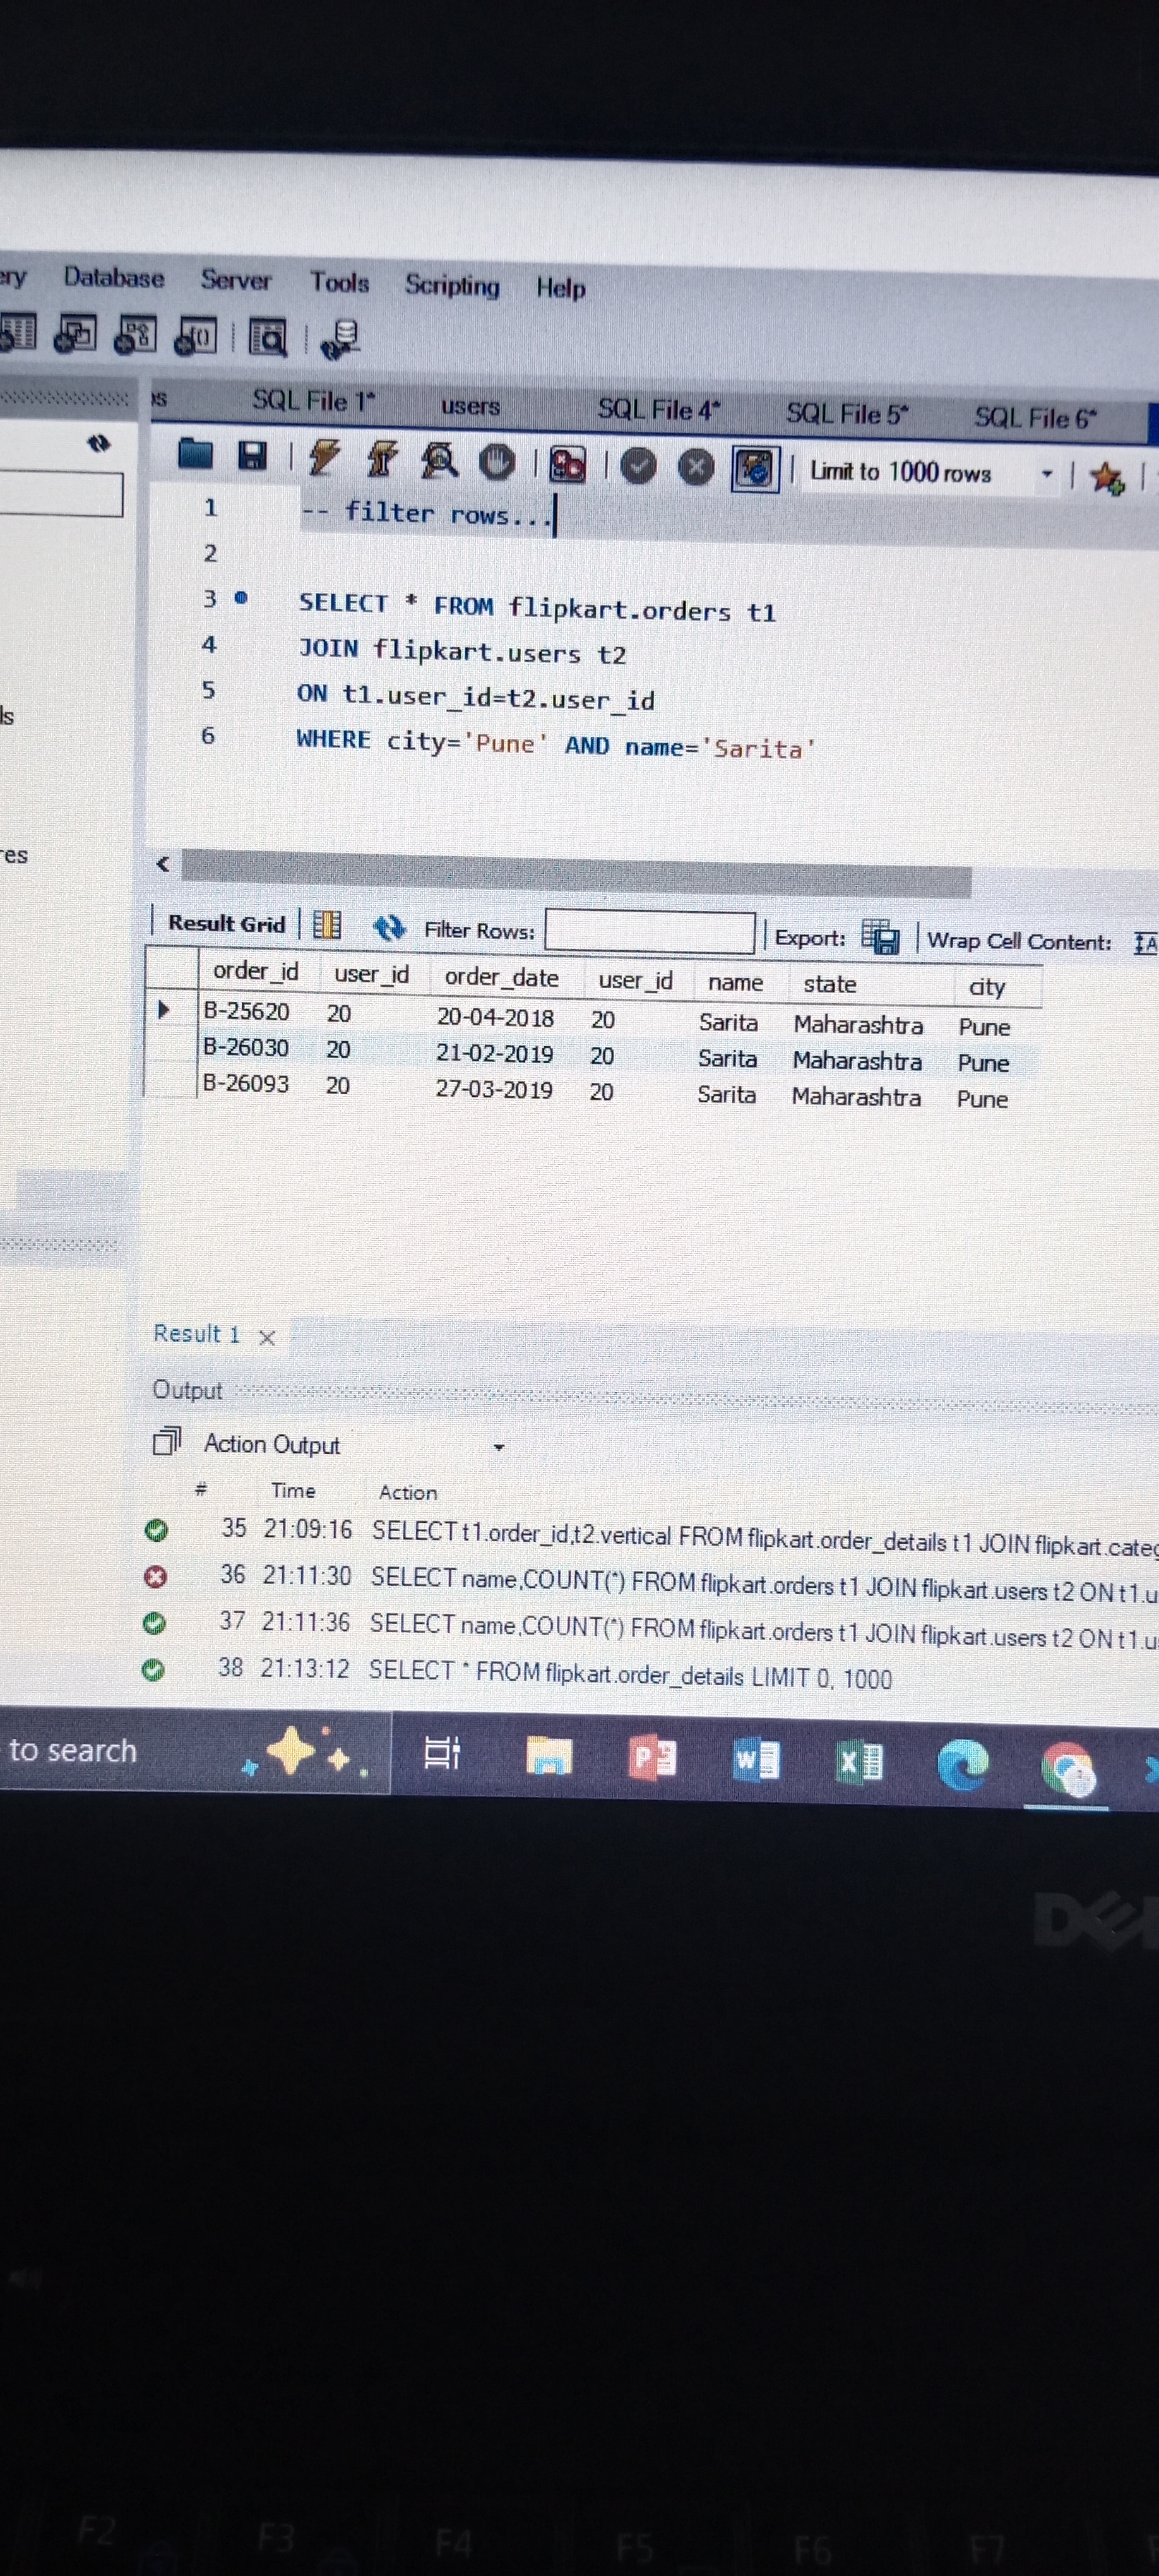 ery Database Server Tools Scripting Help
os SQL File 1* users SQL File 4* SQL File 5* SQL File 6*
Limit to 1000 rows
1 -- filter rows...
2
3 SELECT * FROM flipkart.orders t1
4 JOIN flipkart.users t2
5 ON t1.user_id=t2.user_id
6 WHERE city='Pune' AND name='Sarita'
ls
res
Result Grid Filter Rows: Export: Wrap Cell Content: IA
order_id user_id order_date user_id name state city
B-25620 20 20-04-2018 20 Sarita Maharashtra Pune
B-26030 20 21-02-2019 20 Sarita Maharashtra Pune
B-26093 20 27-03-2019 20 Sarita Maharashtra Pune
Result 1
Output
Action Output
# Time Action
35 21:09:16 SELECT t1.order_id,t2.vertical FROM flipkart.order_details t1 JOIN flipkart.categ
36 21:11:30 SELECT name,COUNT(*) FROM flipkart.orders t1 JOIN flipkart.users t2 ON t1.u
37 21:11:36 SELECT name,COUNT(*) FROM flipkart.orders t1 JOIN flipkart.users t2 ON t1.u
38 21:13:12 SELECT * FROM flipkart.order_details LIMIT 0, 1000
to search
DEL
F2 F3 F4 F5 F6 F7